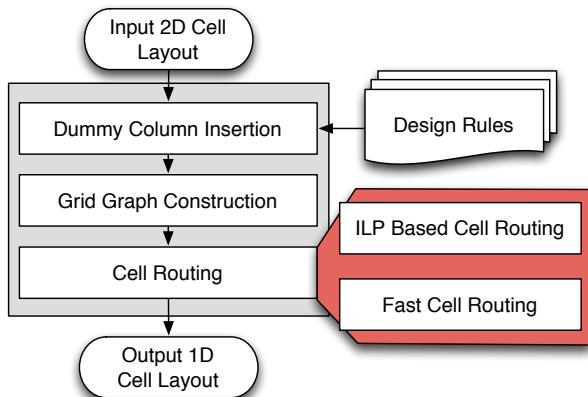 Input 2D Cell
Layout
Dummy Column Insertion
Design Rules
Grid Graph Construction
ILP Based Cell Routing
Cell Routing
Fast Cell Routing
Output 1D
Cell Layout